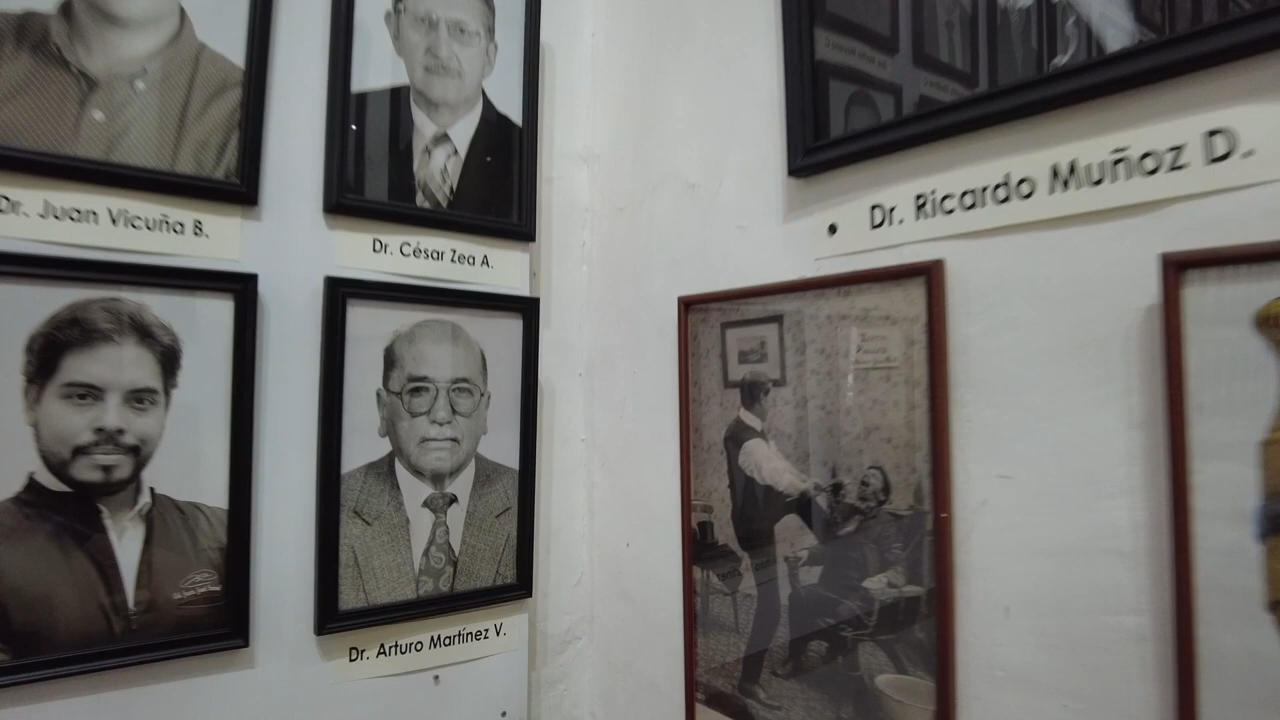 Dr. Juan Vicuña B.
Dr. César Zea A.
Dr. Ricardo Muñoz D.
Dr. Arturo Martínez V.